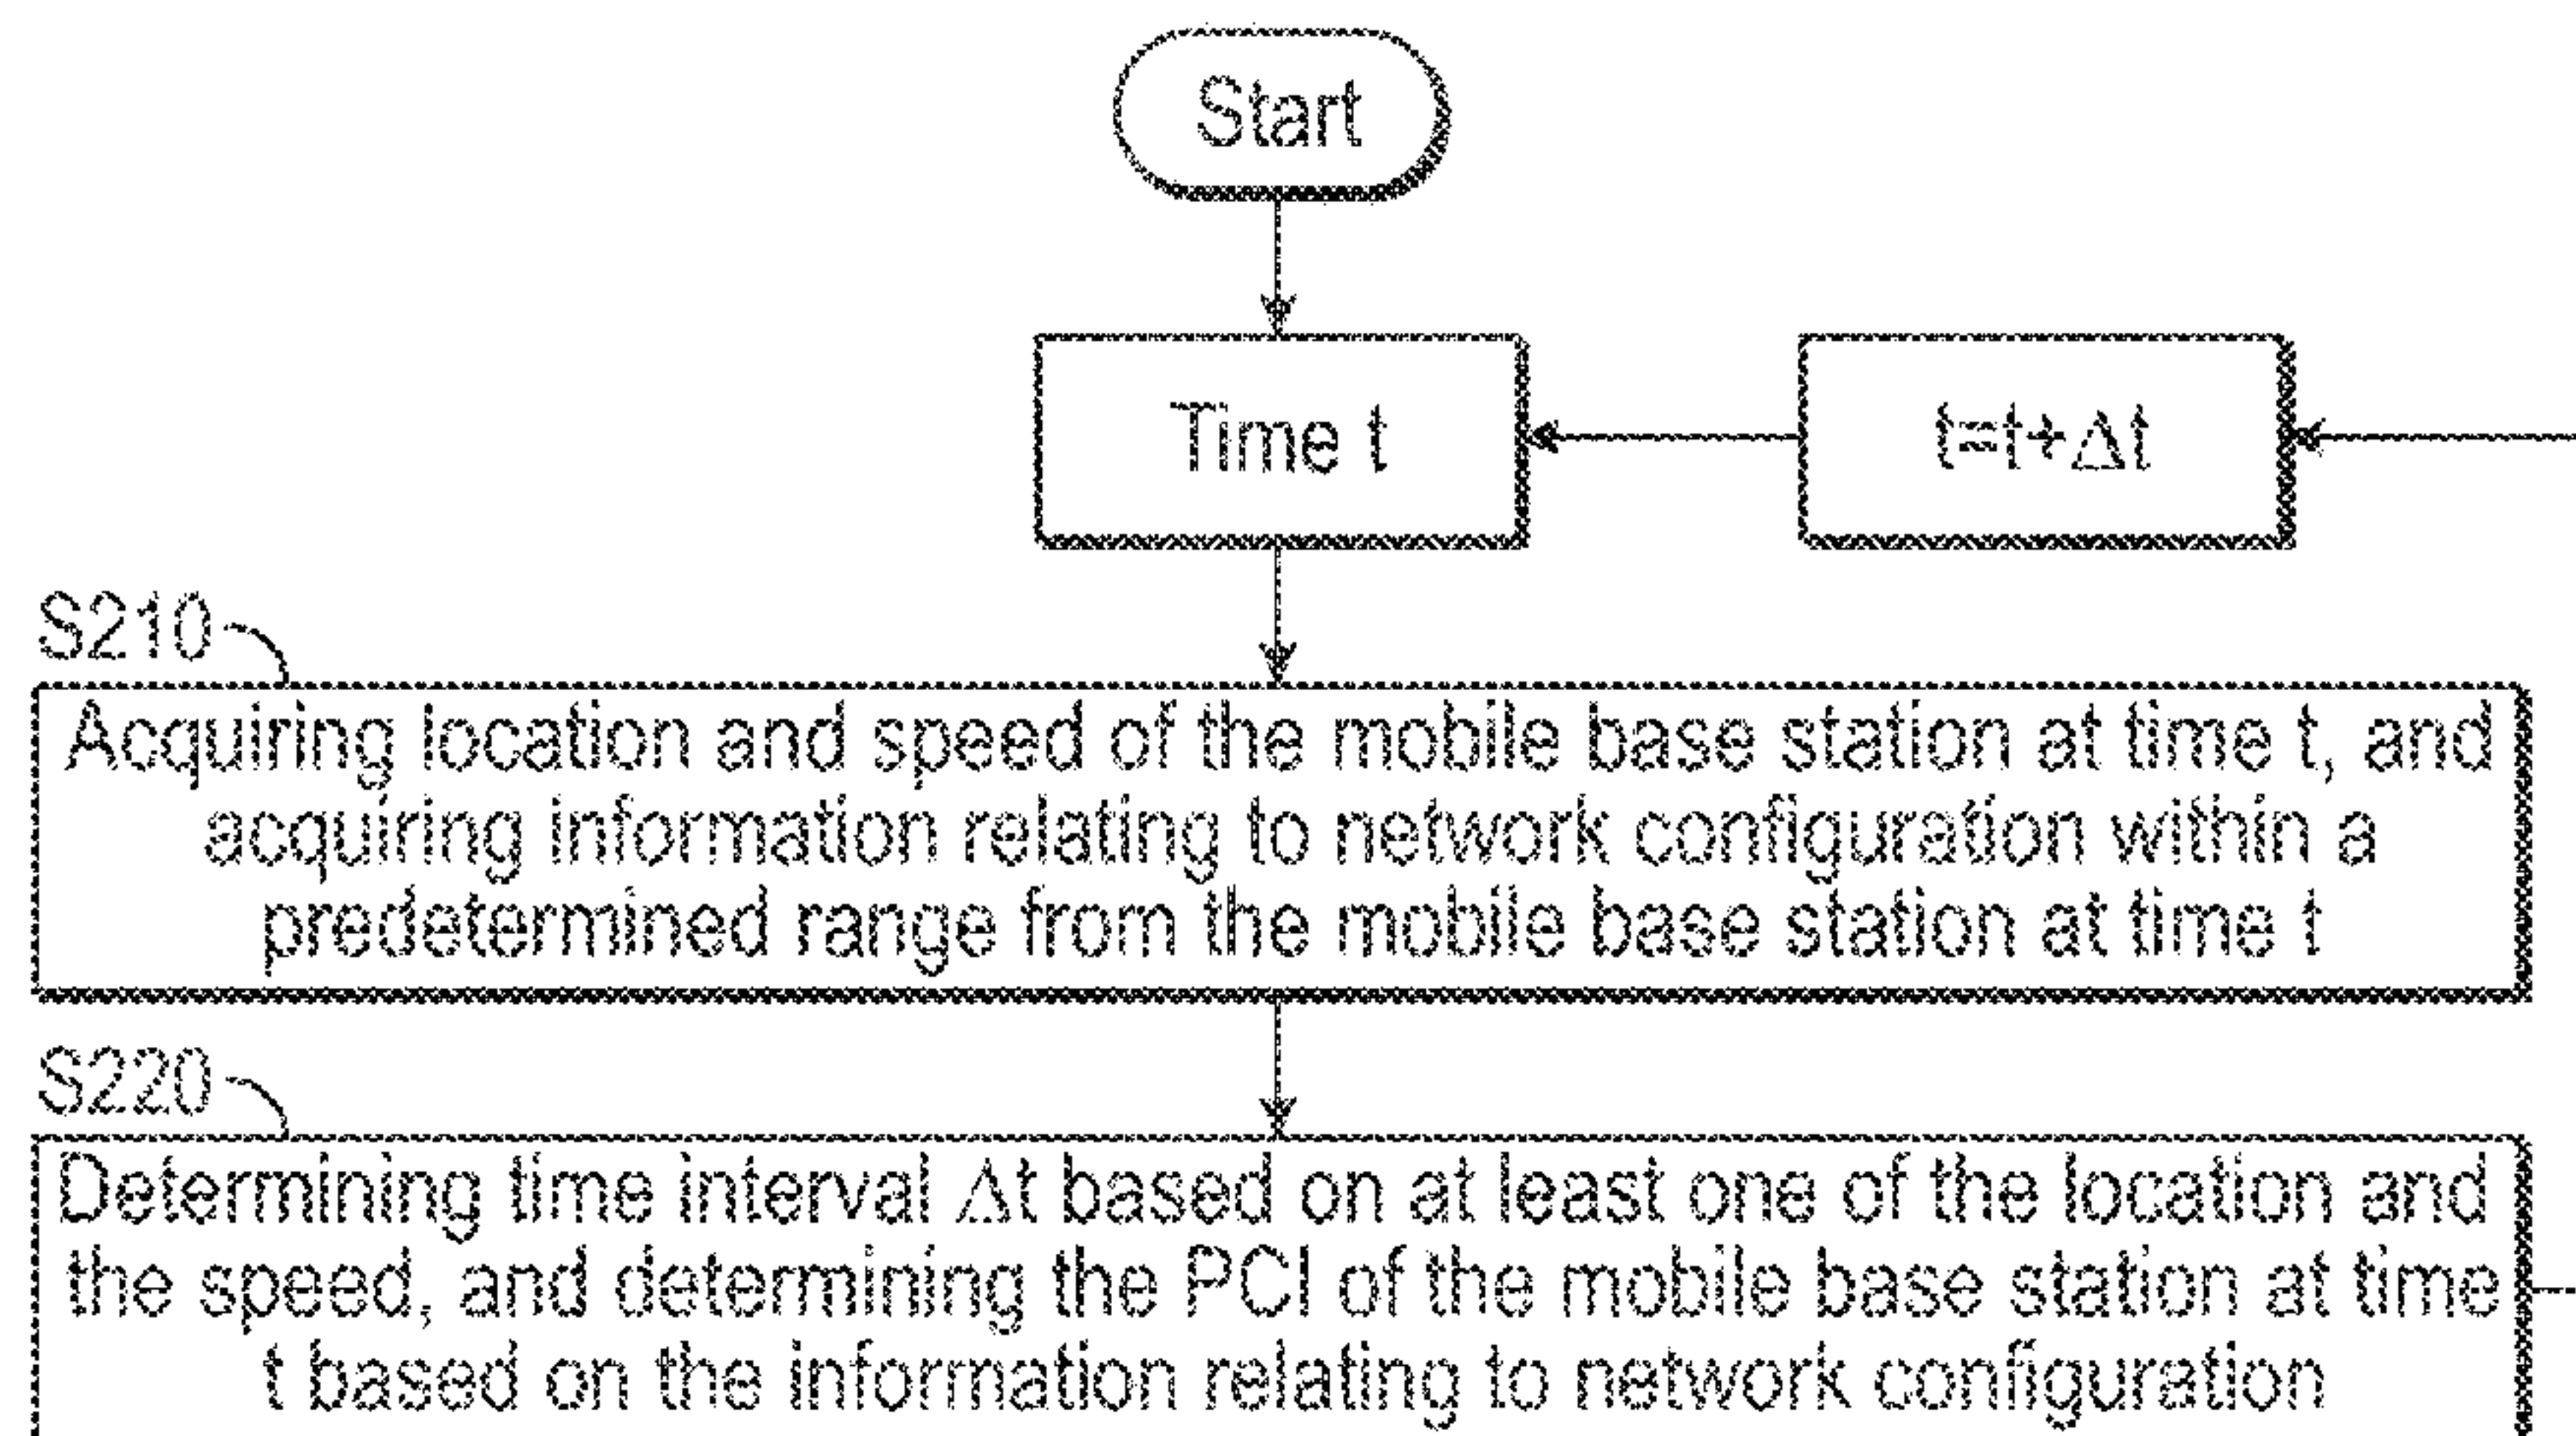 Start
Time t
t=t+Δt
S210
Acquiring location and speed of the mobile base station at time t, and
acquiring information relating to network configuration within a
predetermined range from the mobile base station at time t
S220
Determining time interval Δt based on at least one of the location and
the speed, and determining the PCI of the mobile base station at time
t based on the information relating to network configuration